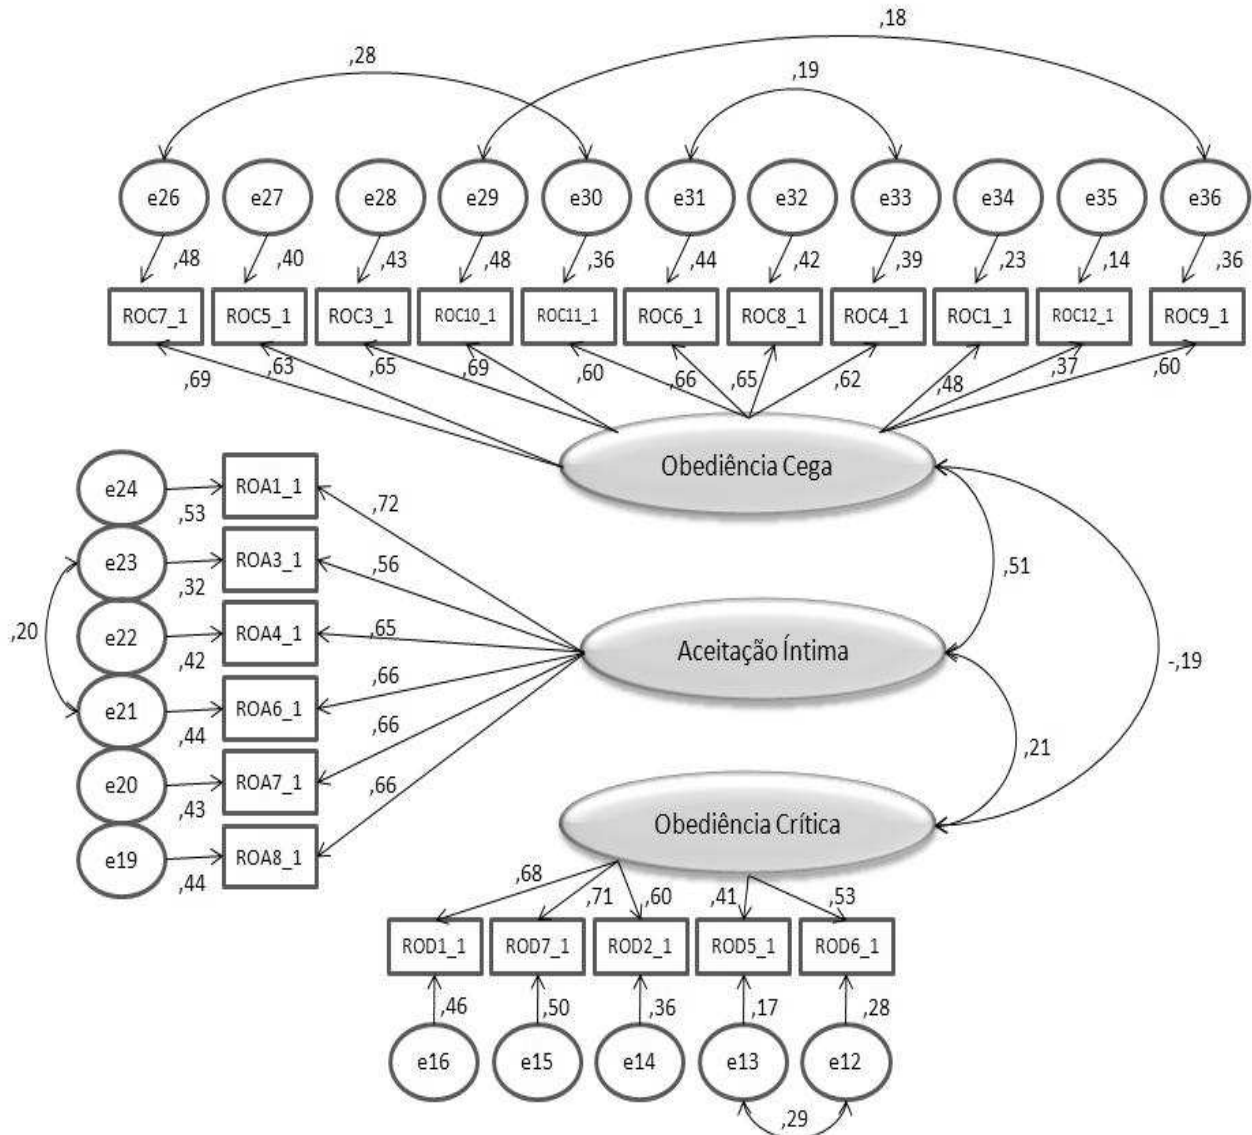 ,18
,28
,19
e26 e27 e28 e29 e30 e31 e32 e33 e34 e35 e36
,48 ,40 ,43 ,48 ,36 ,44 ,42 ,39 ,23 ,14 ,36
ROC7_1 ROC5_1 ROC3_1 ROC10_1 ROC11_1 ROC6_1 ROC8_1 ROC4_1 ROC1_1 ROC12_1 ROC9_1
,69 ,63 ,65 ,69 ,60 ,66 ,65 ,62 ,48 ,37 ,60
Obediência Cega
e24 ,53 ROA1_1 ,72
e23 ,32 ROA3_1 ,56
,51
,20
e22 ,42 ROA4_1 ,65
Aceitação Íntima
-,19
e21 ,44 ROA6_1 ,66
,21
e20 ,43 ROA7_1 ,66
e19 ,44 ROA8_1 ,66
Obediência Crítica
,68 ,71 ,60 ,41 ,53
ROD1_1 ROD7_1 ROD2_1 ROD5_1 ROD6_1
,46 ,50 ,36 ,17 ,28
e16 e15 e14 e13 e12
,29